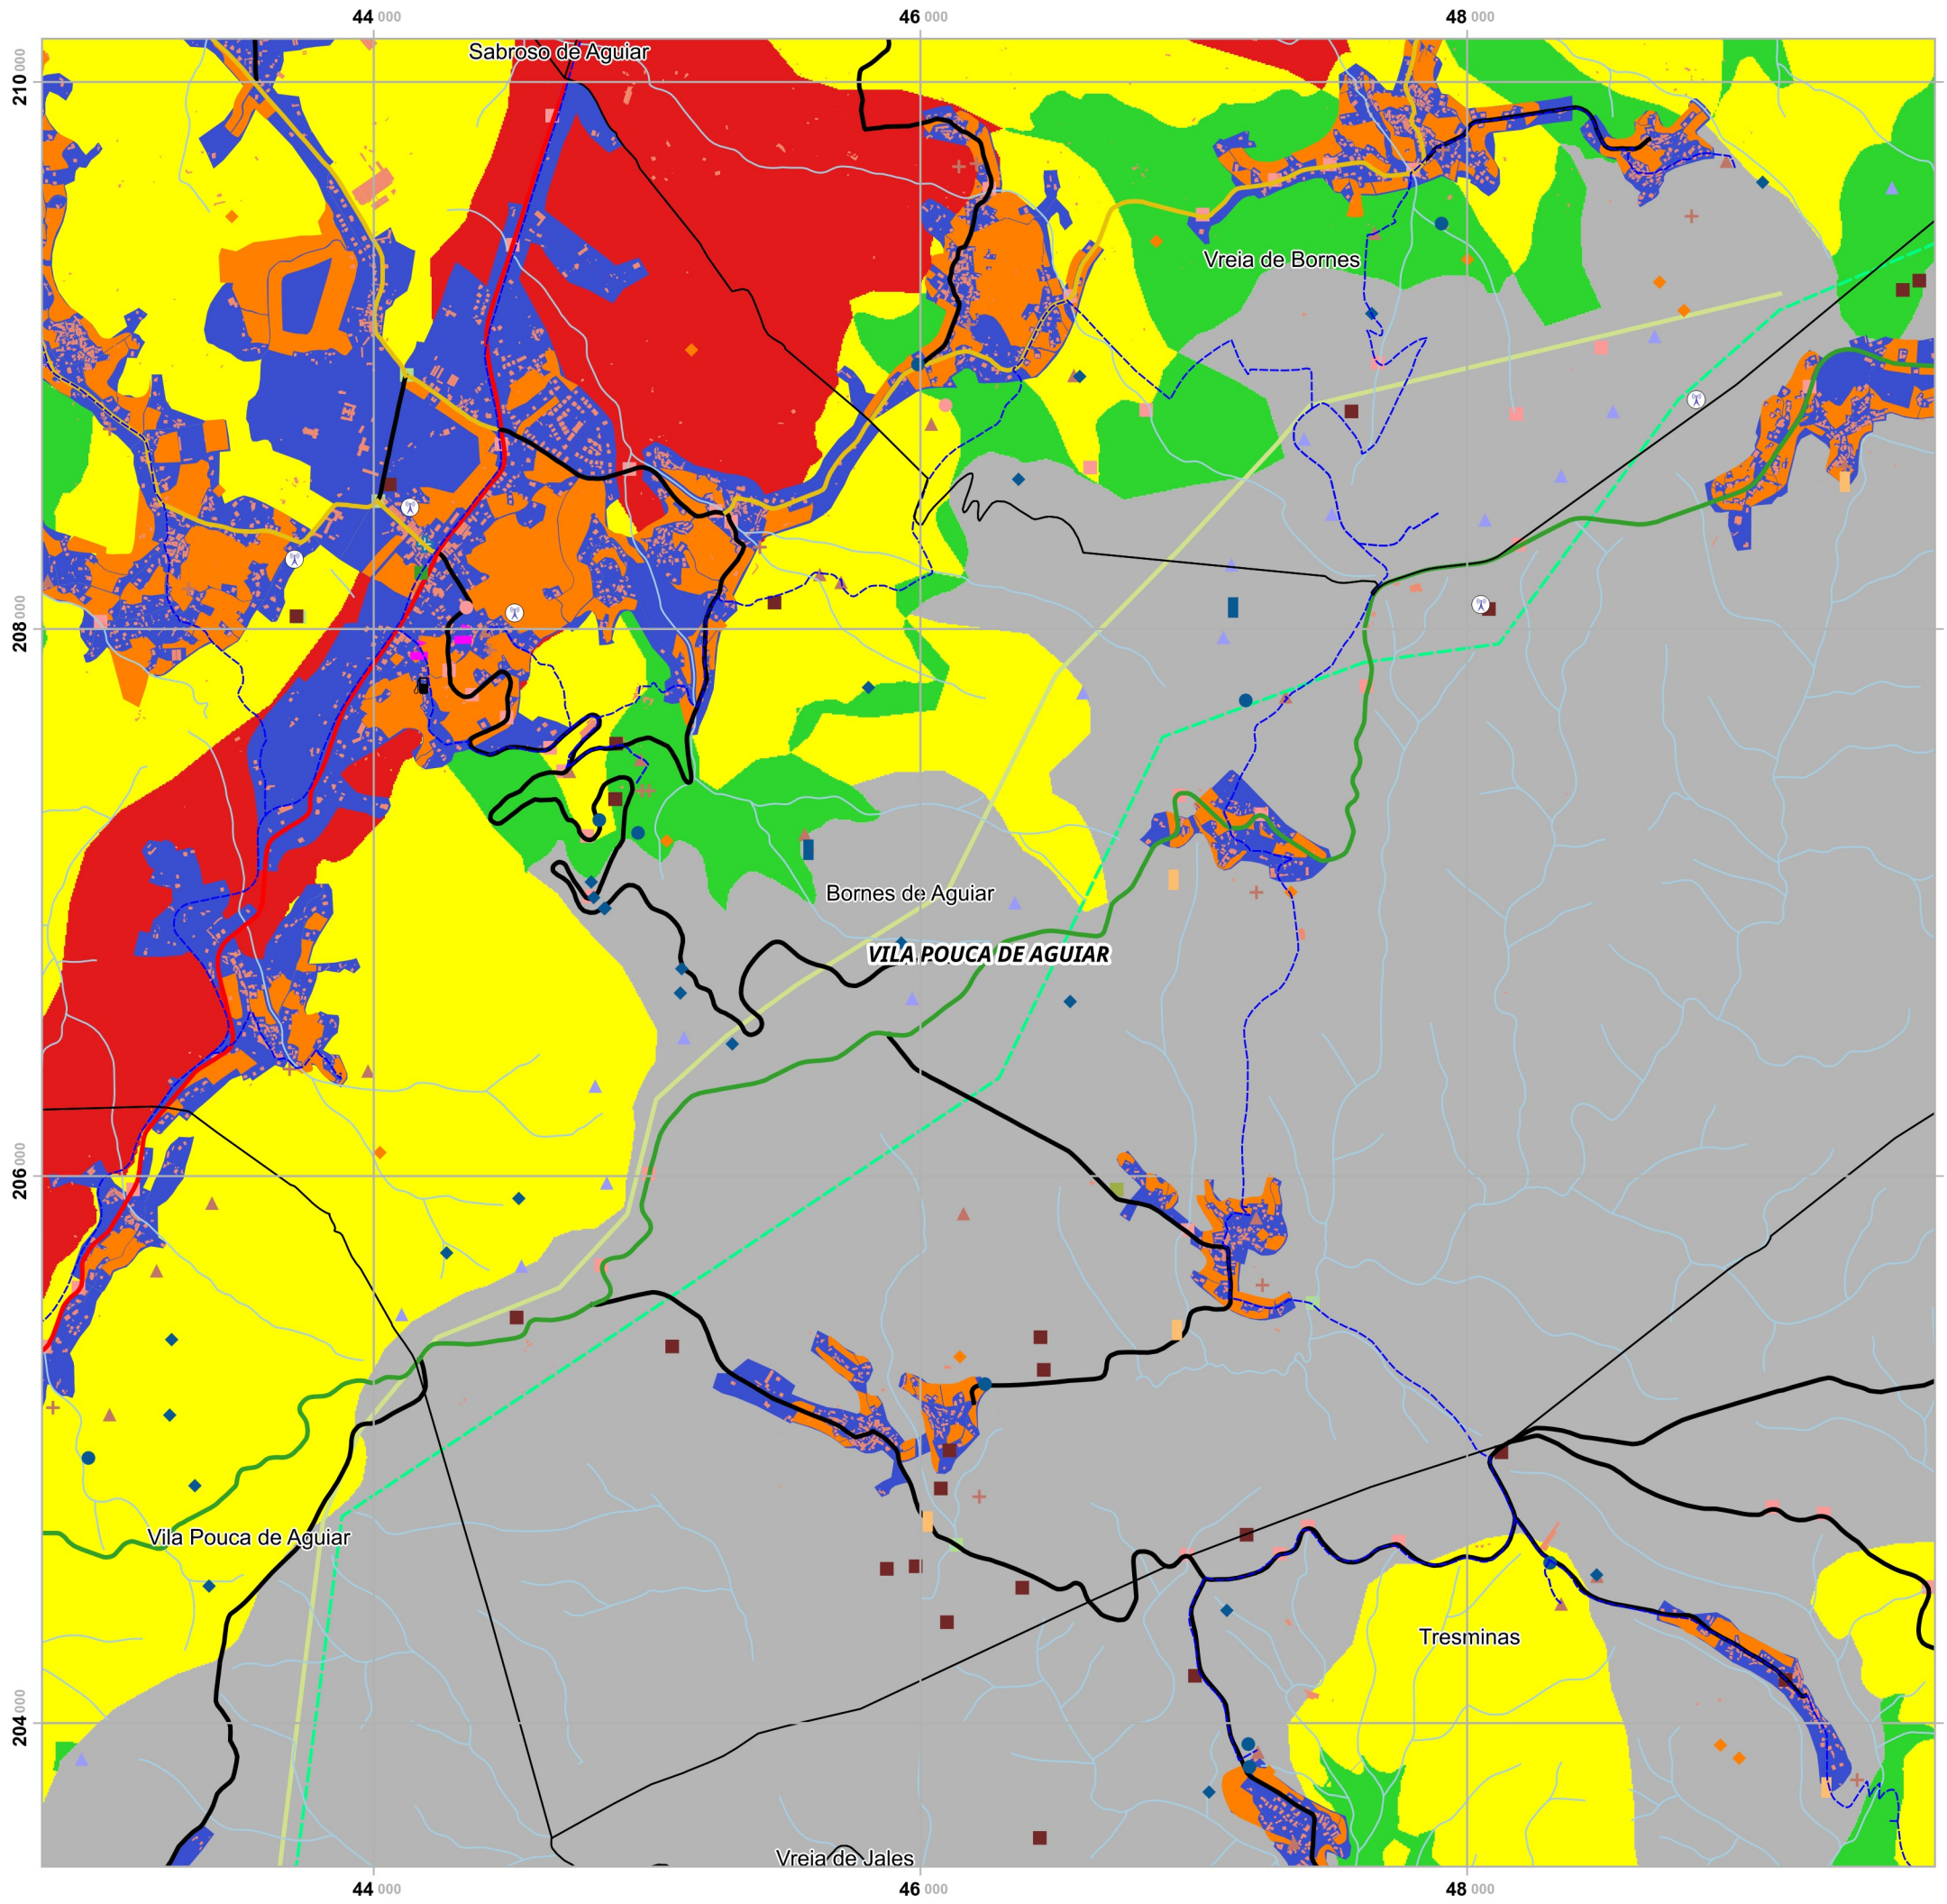 44 000 46 000 48 000
Sabroso de Aguiar
210 000
Vreia de Bornes
208 000
Bornes de Aguiar
VILA POUCA DE AGUIAR
206 000
Vila Pouca de Aguiar
Tresminas
204 000
Vreia de Jales
44 000 46 000 48 000